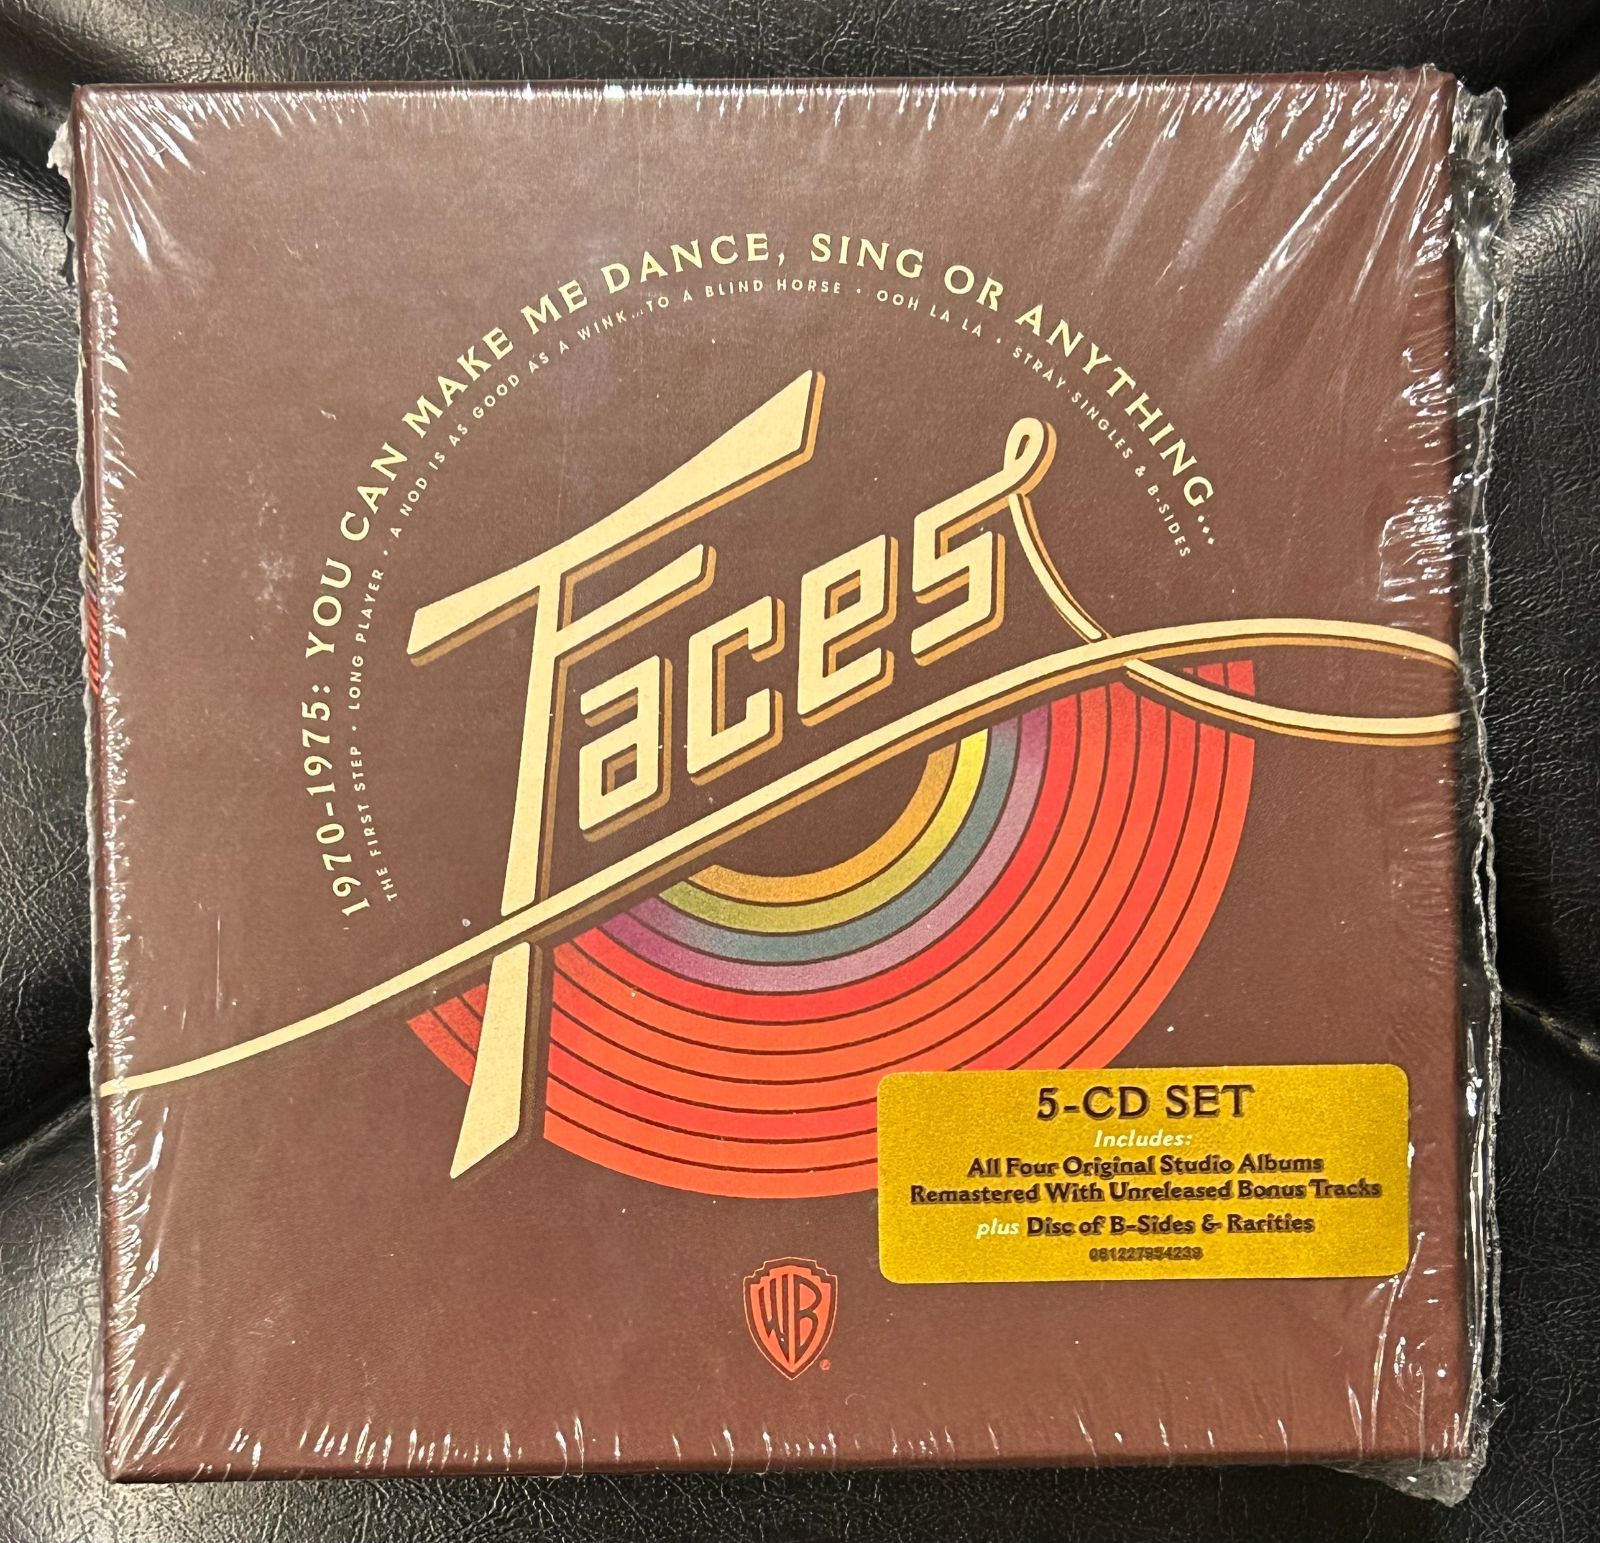 1970-1975: YOU CAN MAKE ME DANCE, SING OR ANYTHING...
THE FIRST STEP • LONG PLAYER • A NOD IS AS GOOD AS A WINK...TO A BLIND HORSE • OOH LA LA • STRAY SINGLES & B-SIDES
Faces
5-CD SET
Includes:
All Four Original Studio Albums
Remastered With Unreleased Bonus Tracks
plus Disc of B-Sides & Rarities
081227954239
WB